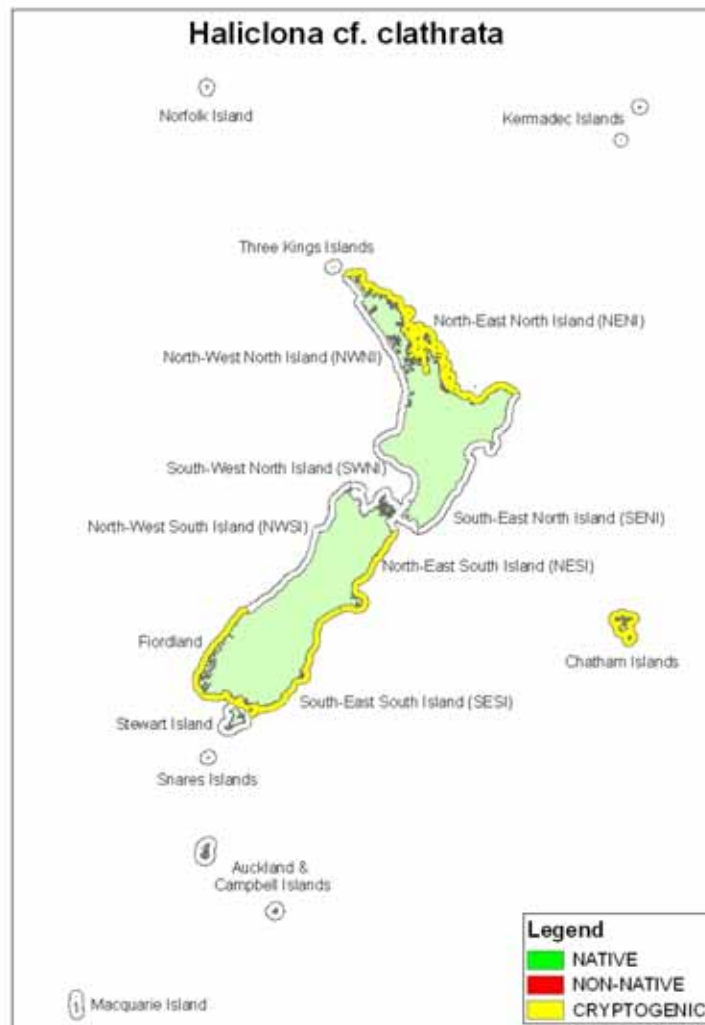 Haliclona cf. clathrata
Norfolk Island
Kermadec Islands
Three Kings Islands
North-East North Island (NENI)
North-West North Island (NWNI)
South-West North Island (SWNI)
North-West South Island (NWSI)
South-East North Island (SENI)
North-East South Island (NESI)
Fiordland
Chatham Islands
South-East South Island (SESI)
Stewart Island
Snares Islands
Auckland &
Campbell Islands
Macquarie Island
Legend
NATIVE
NON-NATIVE
CRYPTOGENIC